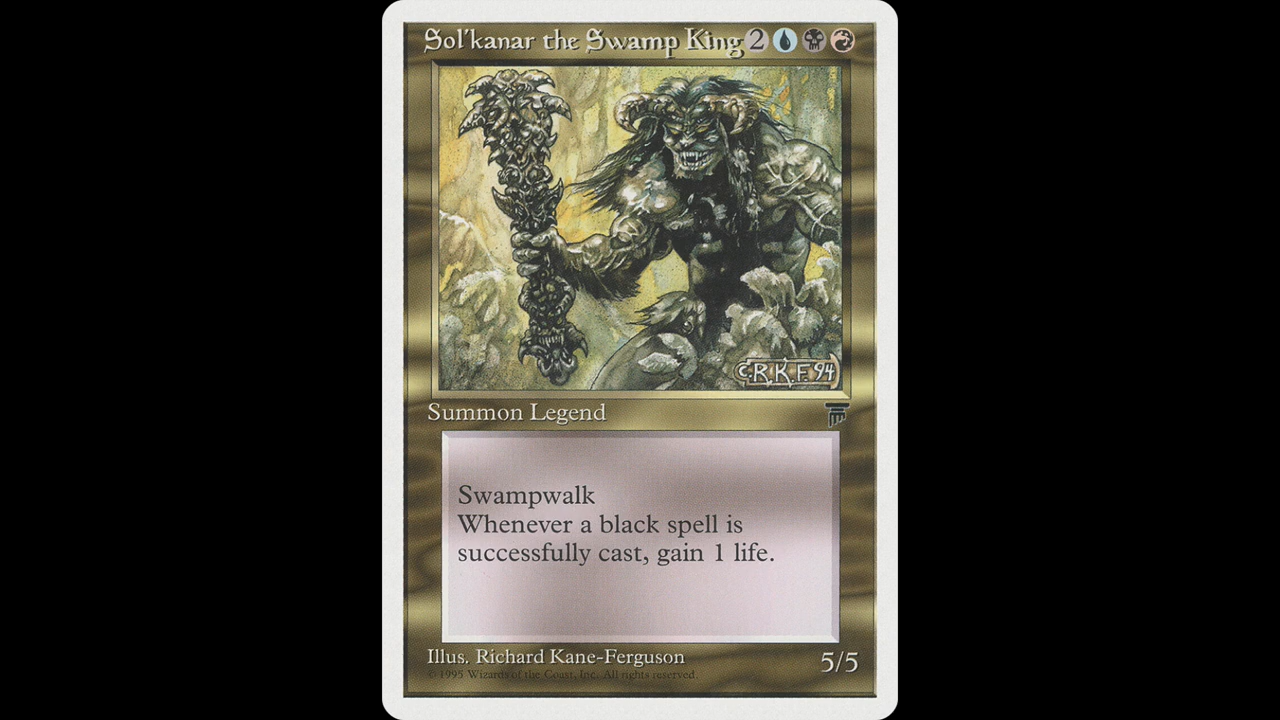 Sol'kanar the Swamp King 2
C.R.K.F. 94
Summon Legend
Swampwalk
Whenever a black spell is
successfully cast, gain 1 life.
Illus. Richard Kane-Ferguson
5/5
© 1995 Wizards of the Coast, Inc. All rights reserved.